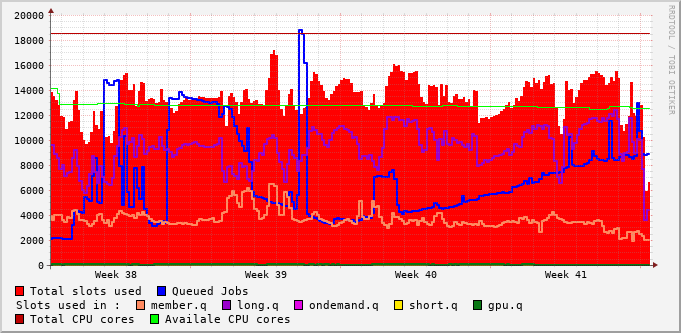 20000
18000
16000
14000
12000
10000
8000
6000
4000
2000
0
Week 38 Week 39 Week 40 Week 41
Total slots used Queued Jobs
Slots used in : member.q long.q ondemand.q short.q gpu.q
Total CPU cores Availale CPU cores
RRDTOOL / TOBI OETIKER